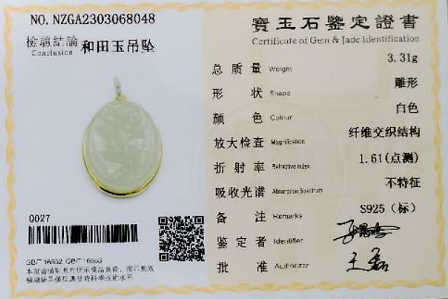 NO. NZGA2303068048
檢驗結論 和田玉吊坠
Conclusion
0027
GB/T 16552 GB/T 16553
寶玉石鑒定證書
Certificate of Gem & Jade Identification
总质量 Weight 3.31g
形状 Shape 雕形
颜色 Colour 白色
放大检查 Magnification 纤维交织结构
折射率 Refractive index 1.61(点测)
吸收光谱 Absorption Spectrum 不特征
备注 Remarks S925(标)
鉴定者 Identifier
批准 Authorizer